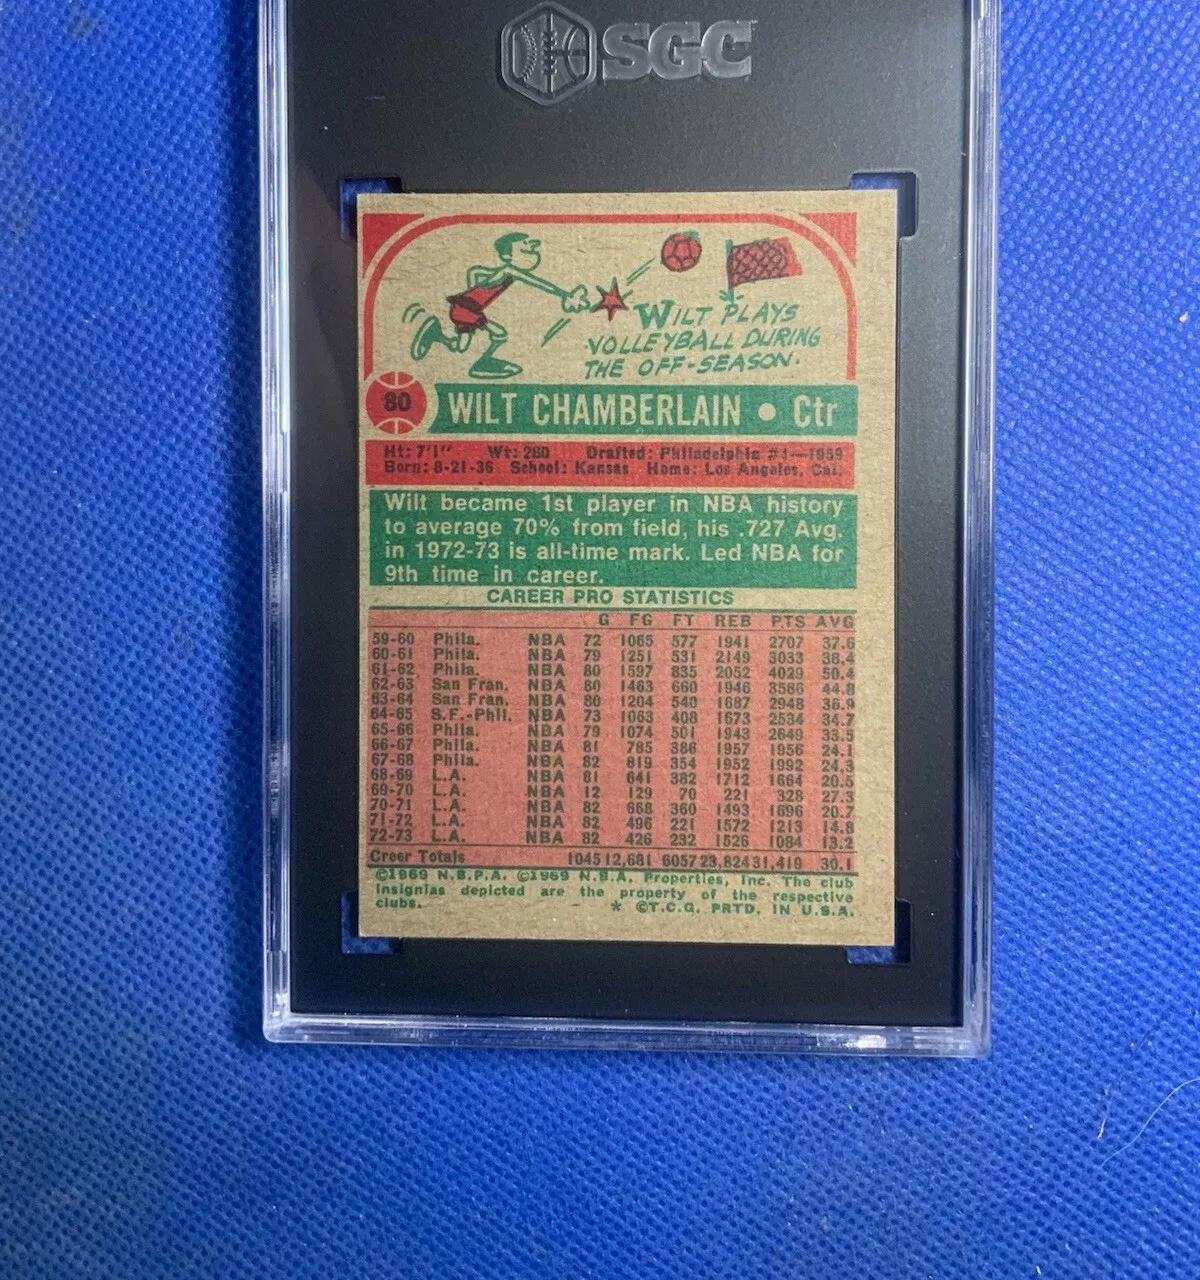 SGC
WILT PLAYS
VOLLEYBALL DURING
THE OFF-SEASON.
80
WILT CHAMBERLAIN • Ctr
Ht: 7'1" Wt: 280 Drafted: Philadelphia #1—1959
Born: 8-21-36 School: Kansas Home: Los Angeles, Cal.
Wilt became 1st player in NBA history
to average 70% from field, his .727 Avg.
in 1972-73 is all-time mark. Led NBA for
9th time in career.
CAREER PRO STATISTICS
G FG FT REB PTS AVG
59-60 Phila. NBA 72 1065 577 1941 2707 37.6
60-61 Phila. NBA 79 1251 531 2149 3033 38.4
61-62 Phila. NBA 80 1597 835 2052 4029 50.4
62-63 San Fran. NBA 80 1463 660 1946 3586 44.8
63-64 San Fran. NBA 80 1204 540 1687 2948 36.9
64-65 S.F.-Phil. NBA 73 1063 408 1673 2534 34.7
65-66 Phila. NBA 79 1074 501 1943 2649 33.5
66-67 Phila. NBA 81 785 386 1957 1956 24.1
67-68 Phila. NBA 82 819 354 1952 1992 24.3
68-69 L.A. NBA 81 641 382 1712 1664 20.5
69-70 L.A. NBA 12 129 70 221 328 27.3
70-71 L.A. NBA 82 668 360 1493 1696 20.7
71-72 L.A. NBA 82 496 221 1572 1213 14.8
72-73 L.A. NBA 82 426 232 1526 1084 13.2
Creer Totals 1045 12,681 6057 23,824 31,419 30.1
©1969 N.B.P.A. ©1969 N.B.A. Properties, Inc. The club
insignias depicted are the property of the respective
clubs. * ©T.C.G. PRTD. IN U.S.A.